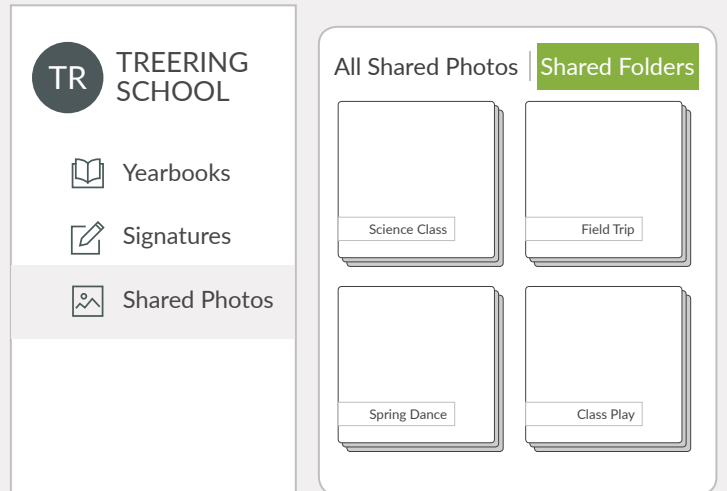 TR
TREERING
SCHOOL
Yearbooks
Signatures
Shared Photos
All Shared Photos
Shared Folders
Science Class
Field Trip
Spring Dance
Class Play